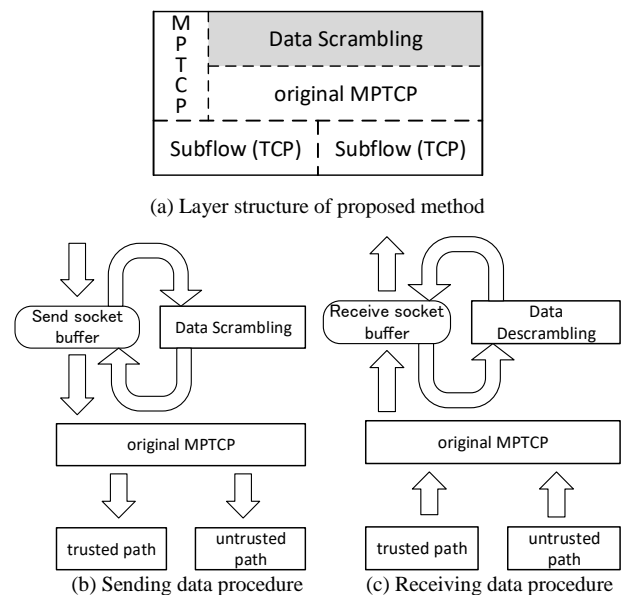 MPTCP
Data Scrambling
original MPTCP
Subflow (TCP)
Subflow (TCP)
(a) Layer structure of proposed method
Send socket
buffer
Data Scrambling
original MPTCP
trusted path
untrusted
path
(b) Sending data procedure
Receive socket
buffer
Data
Descrambling
original MPTCP
trusted path
untrusted
path
(c) Receiving data procedure